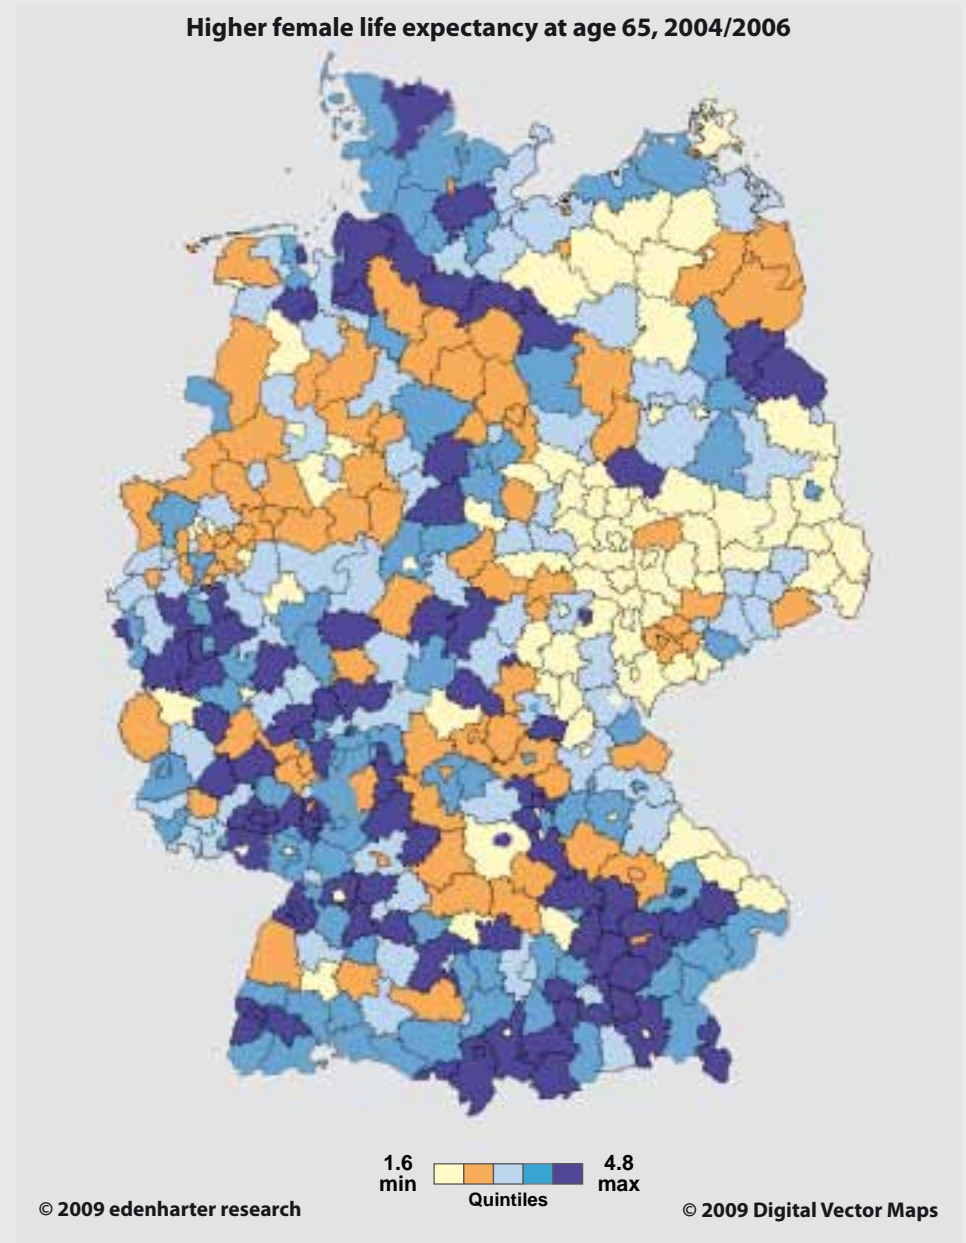 Higher female life expectancy at age 65, 2004/2006
1.6
min
4.8
max
Quintiles
© 2009 edenharter research
© 2009 Digital Vector Maps